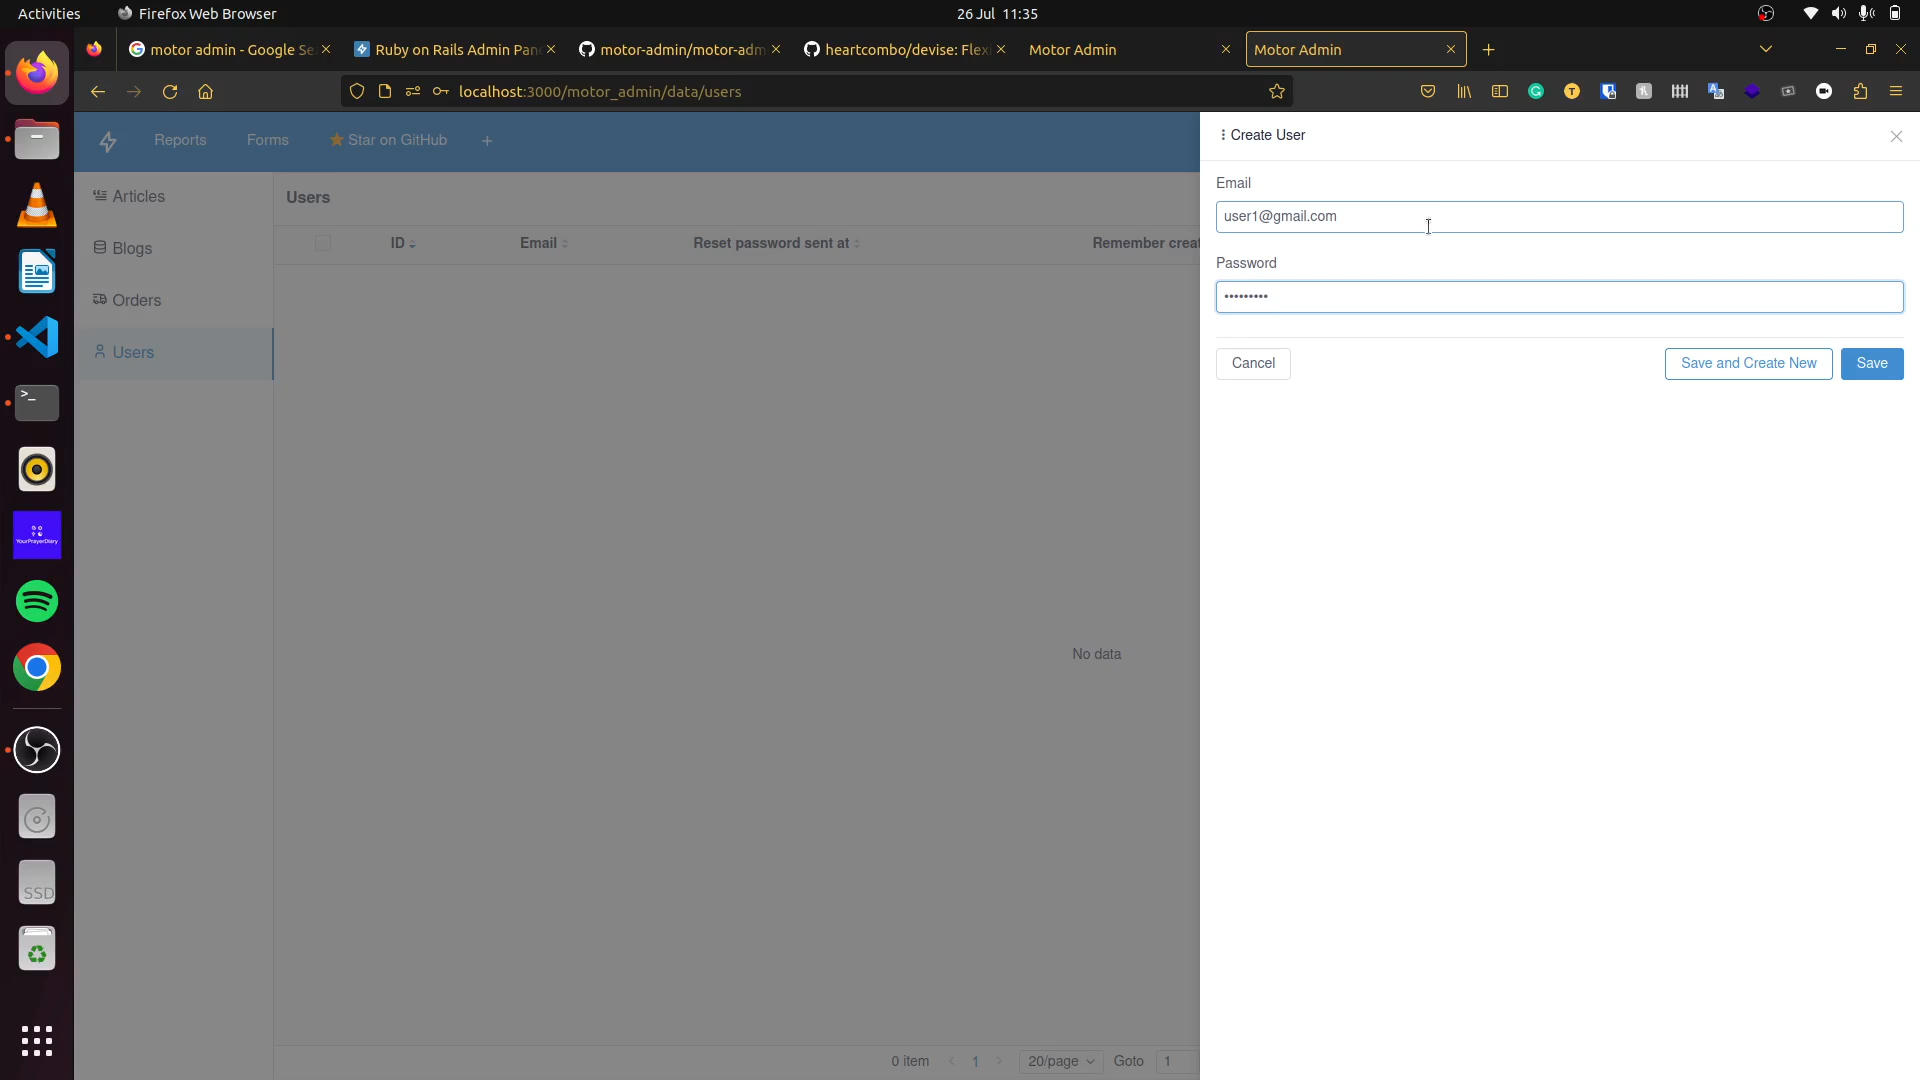 Activities
Firefox Web Browser
26 Jul 11:35
motor admin - Google Se
Ruby on Rails Admin Pan
motor-admin/motor-adm
heartcombo/devise: Flexi
Motor Admin
Motor Admin
localhost:3000/motor_admin/data/users
Reports
Forms
Star on GitHub
+
Create User
Articles
Blogs
Orders
Users
Users
ID
Email
Reset password sent at
Remember creat
No data
0 item
1
20/page
Goto
1
Email
user1@gmail.com
Password
•••••••••
Cancel
Save and Create New
Save
YourPrayerDiary
SSD